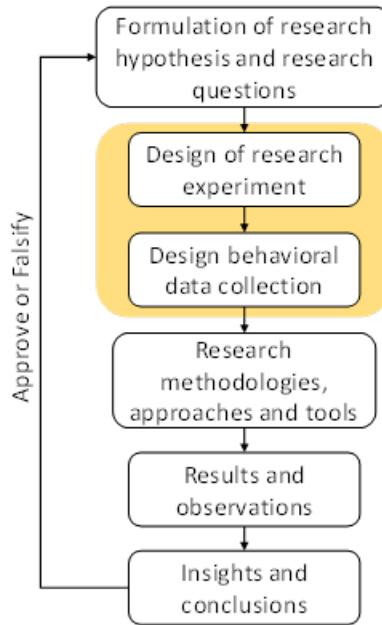 Formulation of research
hypothesis and research
questions
Design of research
experiment
Design behavioral
data collection
Research
methodologies,
approaches and tools
Results and
observations
Insights and
conclusions
Approve or Falsify